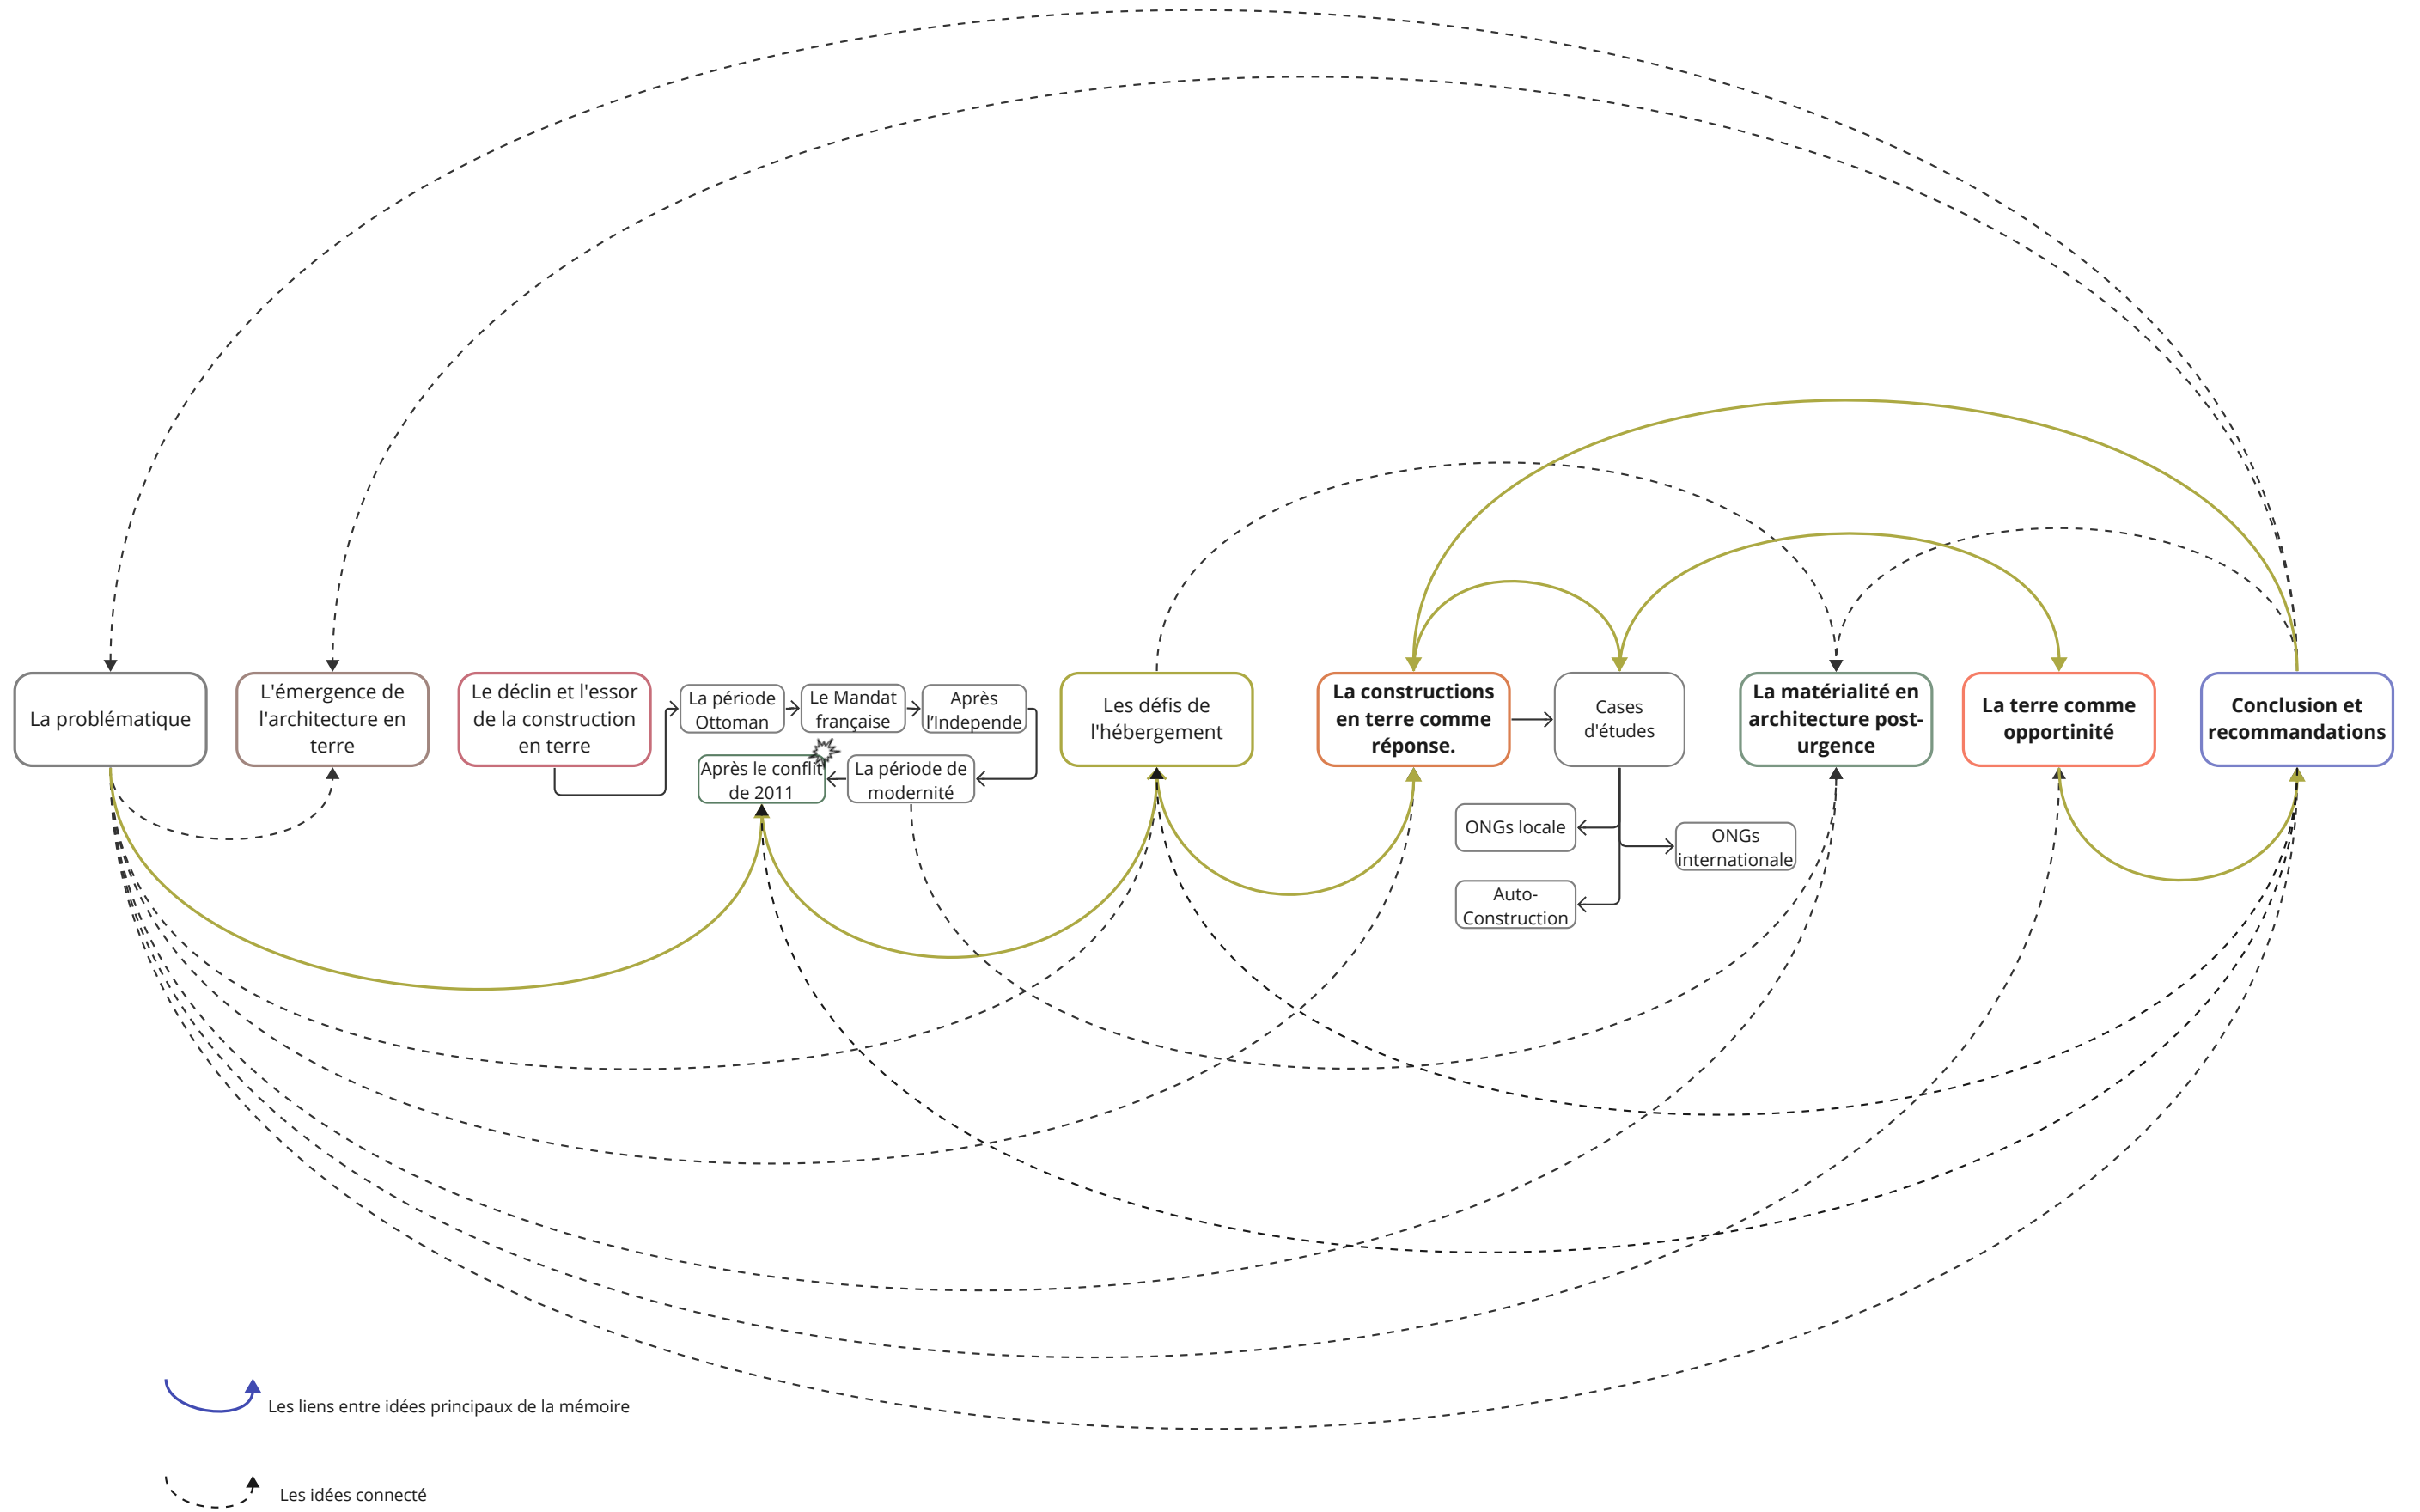 La problématique
L'émergence de
l'architecture en
terre
Le déclin et l'essor
de la construction
en terre
La période
Ottoman
Le Mandat
française
Après
l’Independe
La période de
modernité
Après le conflit
de 2011
Les défis de
l'hébergement
La constructions
en terre comme
réponse.
Cases
d'études
ONGs locale
ONGs
internationale
Auto-
Construction
La matérialité en
architecture post-
urgence
La terre comme
opportinité
Conclusion et
recommandations
Les liens entre idées principaux de la mémoire
Les idées connecté